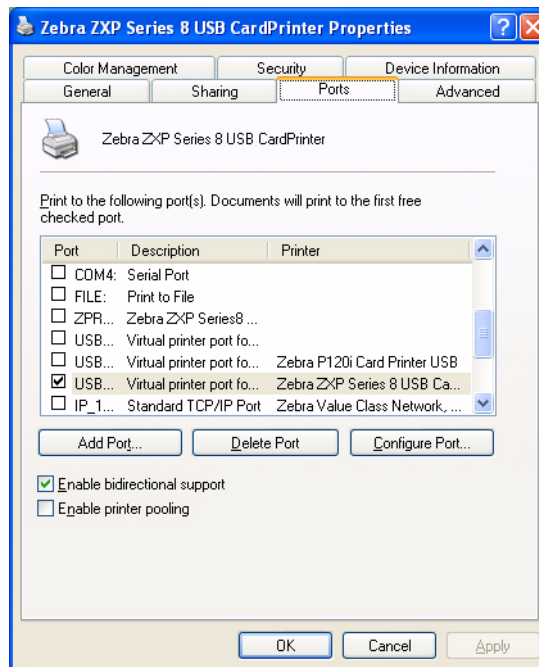 Zebra ZXP Series 8 USB CardPrinter Properties
Color Management Security Device Information
General Sharing Ports Advanced
Zebra ZXP Series 8 USB CardPrinter
Print to the following port(s). Documents will print to the first free
checked port.
Port Description Printer
COM4: Serial Port
FILE: Print to File
ZPR... Zebra ZXP Series8 ...
USB... Virtual printer port fo...
USB... Virtual printer port fo... Zebra P120i Card Printer USB
USB... Virtual printer port fo... Zebra ZXP Series 8 USB Ca...
IP_1... Standard TCP/IP Port Zebra Value Class Network, ...
Add Port... Delete Port Configure Port...
Enable bidirectional support
Enable printer pooling
OK Cancel Apply